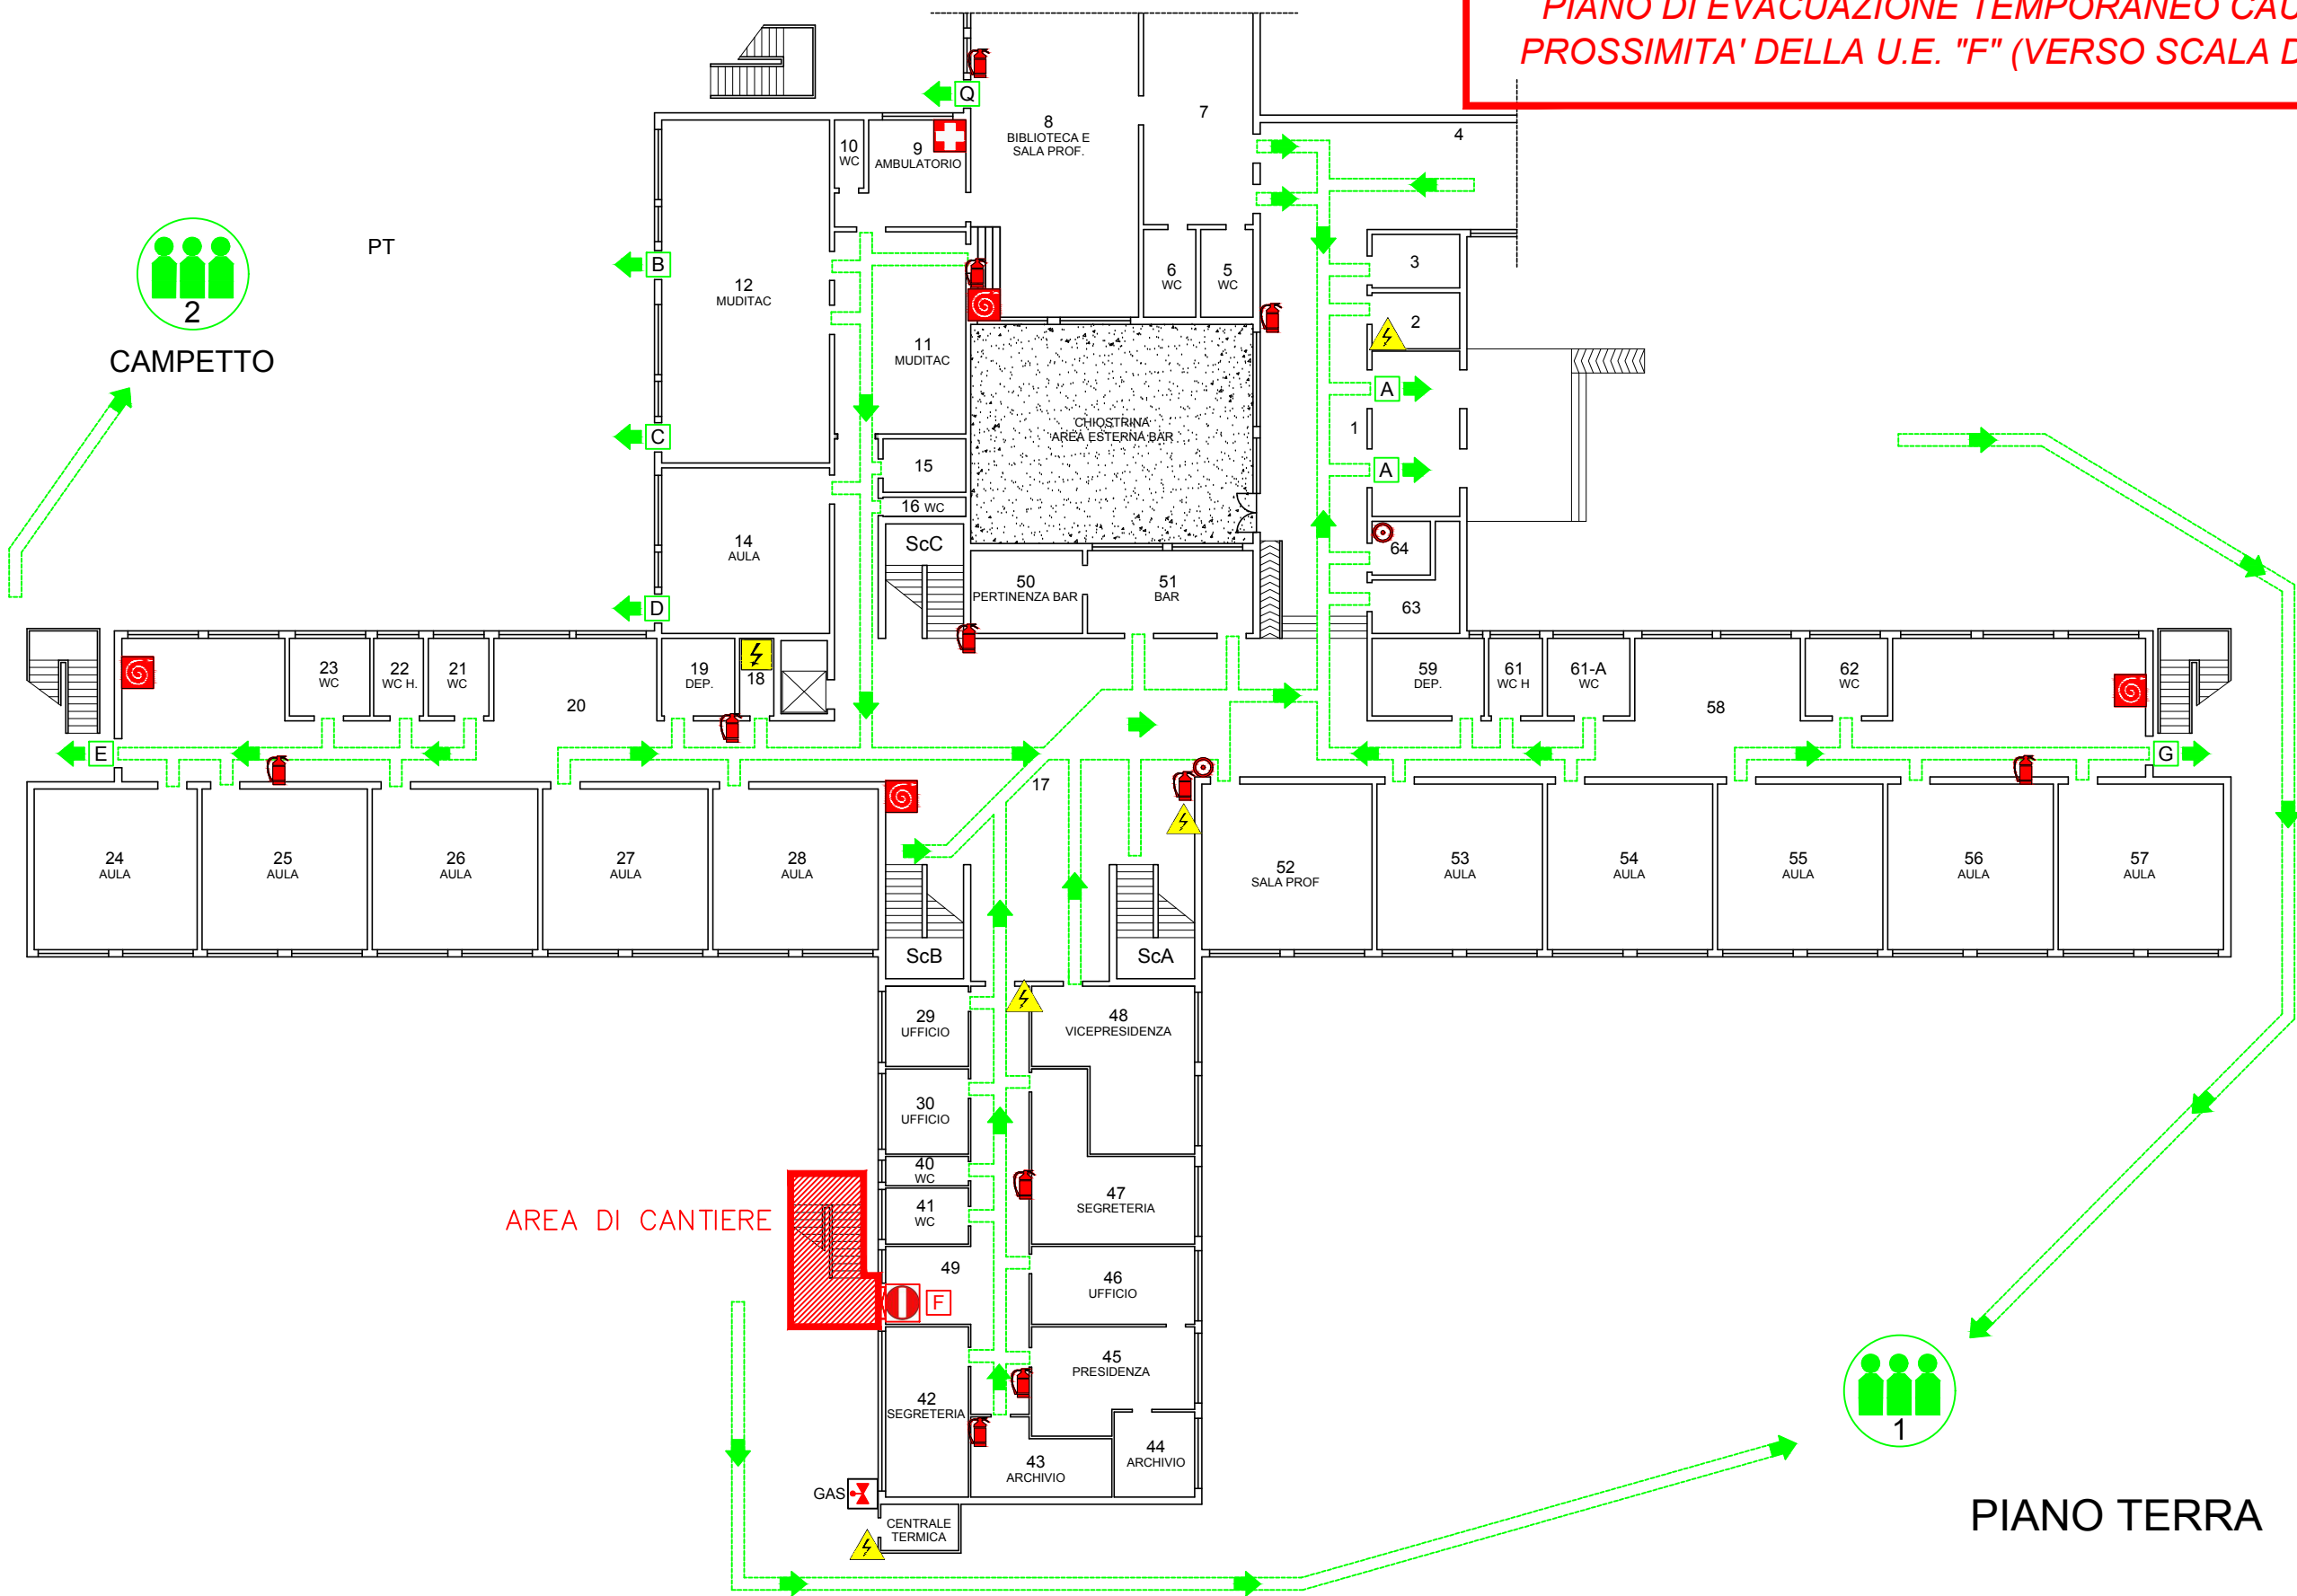 PIANO DI EVACUAZIONE TEMPORANEO
PROSSIMITA' DELLA U.E. "F" (VERSO SCALA
Q
8
BIBLIOTECA E
SALA PROF.
7
4
10
WC
9
AMBULATORIO
PT
2
CAMPETTO
B
12
MUDITAC
6
WC
5
WC
3
2
11
MUDITAC
A
C
CHIOSTRINA
AREA ESTERNA BAR
1
A
15
16 WC
14
AULA
ScC
64
50
PERTINENZA BAR
51
BAR
63
D
23
WC
22
WC H.
21
WC
20
19
DEP.
18
59
DEP.
61
WC H
61-A
WC
58
62
WC
E
G
17
24
AULA
25
AULA
26
AULA
27
AULA
28
AULA
52
SALA PROF
53
AULA
54
AULA
55
AULA
56
AULA
57
AULA
ScB
ScA
29
UFFICIO
48
VICEPRESIDENZA
30
UFFICIO
40
WC
41
WC
47
SEGRETERIA
AREA DI CANTIERE
49
F
46
UFFICIO
45
PRESIDENZA
42
SEGRETERIA
43
ARCHIVIO
44
ARCHIVIO
1
GAS
CENTRALE
TERMICA
PIANO TERRA